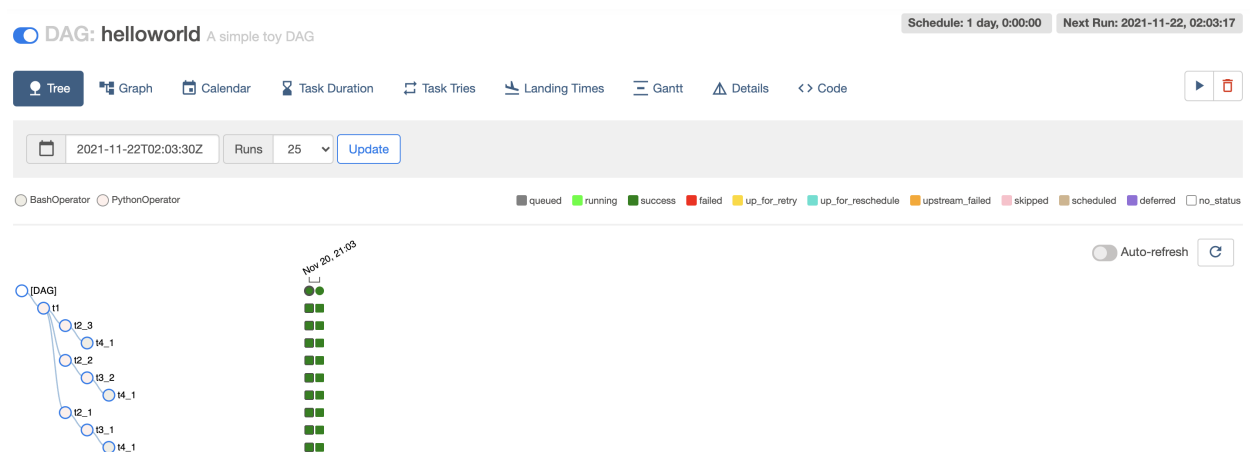 DAG: helloworld A simple toy DAG
Schedule: 1 day, 0:00:00 Next Run: 2021-11-22, 02:03:17
Tree Graph Calendar Task Duration Task Tries Landing Times Gantt Details <> Code
2021-11-22T02:03:30Z Runs 25 Update
BashOperator PythonOperator queued running success failed up_for_retry up_for_reschedule upstream_failed skipped scheduled deferred no_status
Auto-refresh
Nov 20, 21:03
[DAG]
t1
t2_3
t4_1
t2_2
t3_2
t4_1
t2_1
t3_1
t4_1